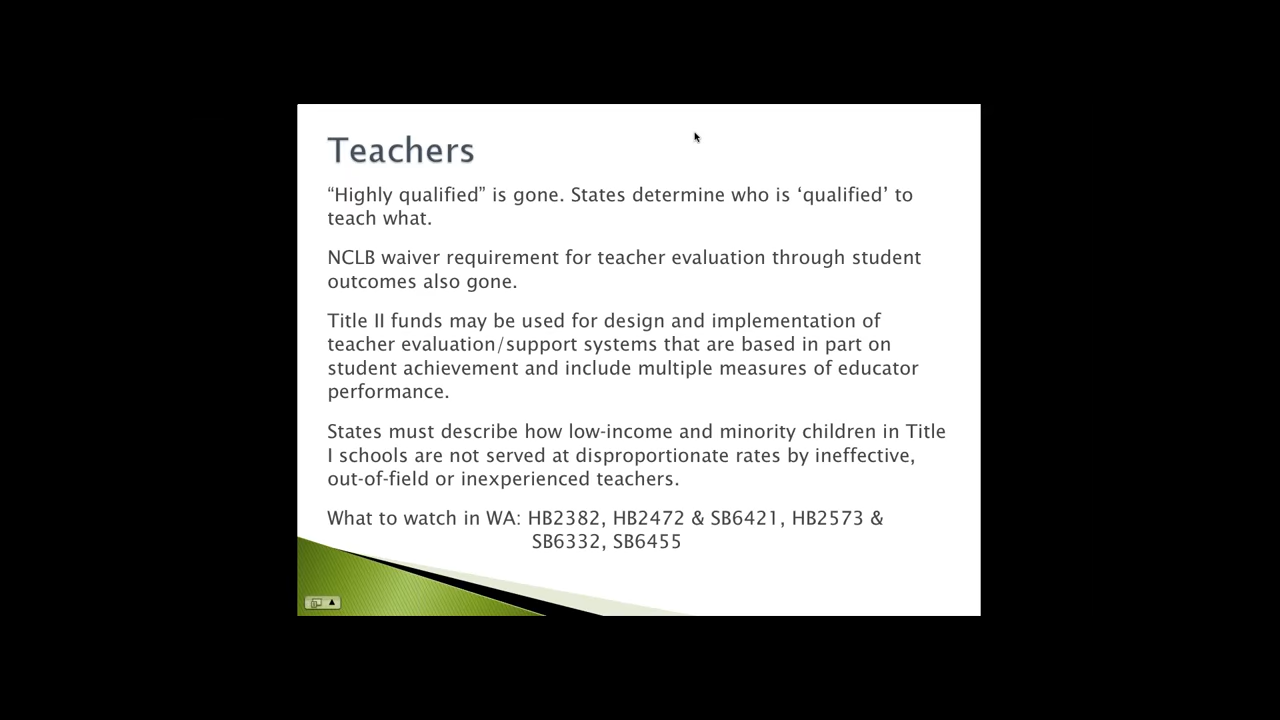 Teachers
“Highly qualified” is gone. States determine who is ‘qualified’ to
teach what.
NCLB waiver requirement for teacher evaluation through student
outcomes also gone.
Title II funds may be used for design and implementation of
teacher evaluation/support systems that are based in part on
student achievement and include multiple measures of educator
performance.
States must describe how low-income and minority children in Title
I schools are not served at disproportionate rates by ineffective,
out-of-field or inexperienced teachers.
What to watch in WA: HB2382, HB2472 & SB6421, HB2573 &
SB6332, SB6455